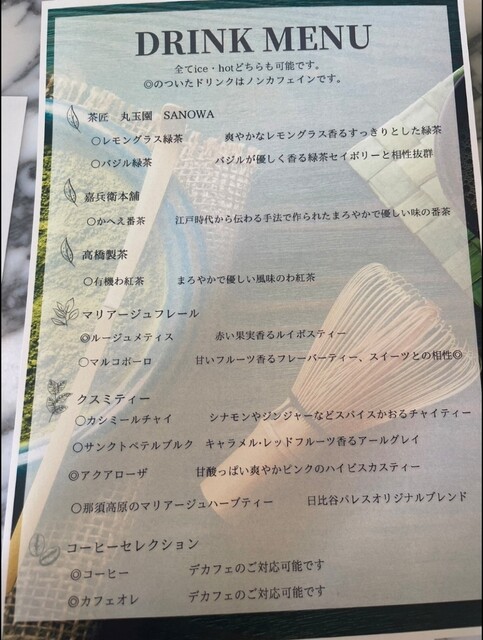 DRINK MENU
全てice・hotどちらも可能です。
◎のついたドリンクはノンカフェインです。
茶匠 丸玉園 SANOWA
○レモングラス緑茶 爽やかなレモングラス香るすっきりとした緑茶
○バジル緑茶 バジルが優しく香る緑茶セイボリーと相性抜群
嘉兵衛本舗
○かへえ番茶 江戸時代から伝わる手法で作られたまろやかで優しい味の番茶
高橋製茶
○有機わ紅茶 まろやかで優しい風味のわ紅茶
マリアージュフレール
◎ルージュメティス 赤い果実香るルイボスティー
○マルコポーロ 甘いフルーツ香るフレーバーティー、スイーツとの相性◎
クスミティー
○カシミールチャイ シナモンやジンジャーなどスパイスかおるチャイティー
○サンクトペテルブルク キャラメル・レッドフルーツ香るアールグレイ
◎アクアローザ 甘酸っぱい爽やかピンクのハイビスカスティー
○那須高原のマリアージュハーブティー 日比谷パレスオリジナルブレンド
コーヒーセレクション
◎コーヒー デカフェのご対応可能です
◎カフェオレ デカフェのご対応可能です